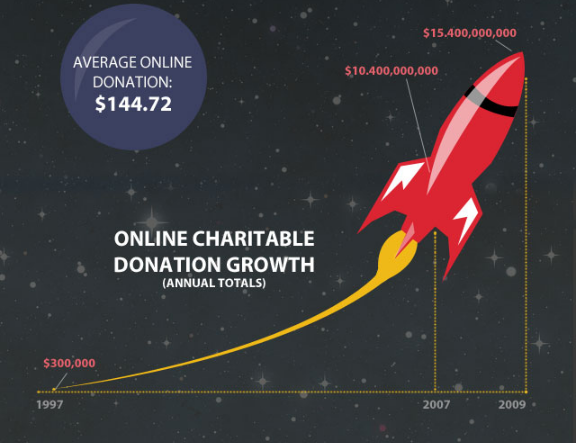 AVERAGE ONLINE
DONATION:
$144.72
$15.400,000,000
$10.400,000,000
ONLINE CHARITABLE
DONATION GROWTH
(ANNUAL TOTALS)
$300,000
1997
2007
2009